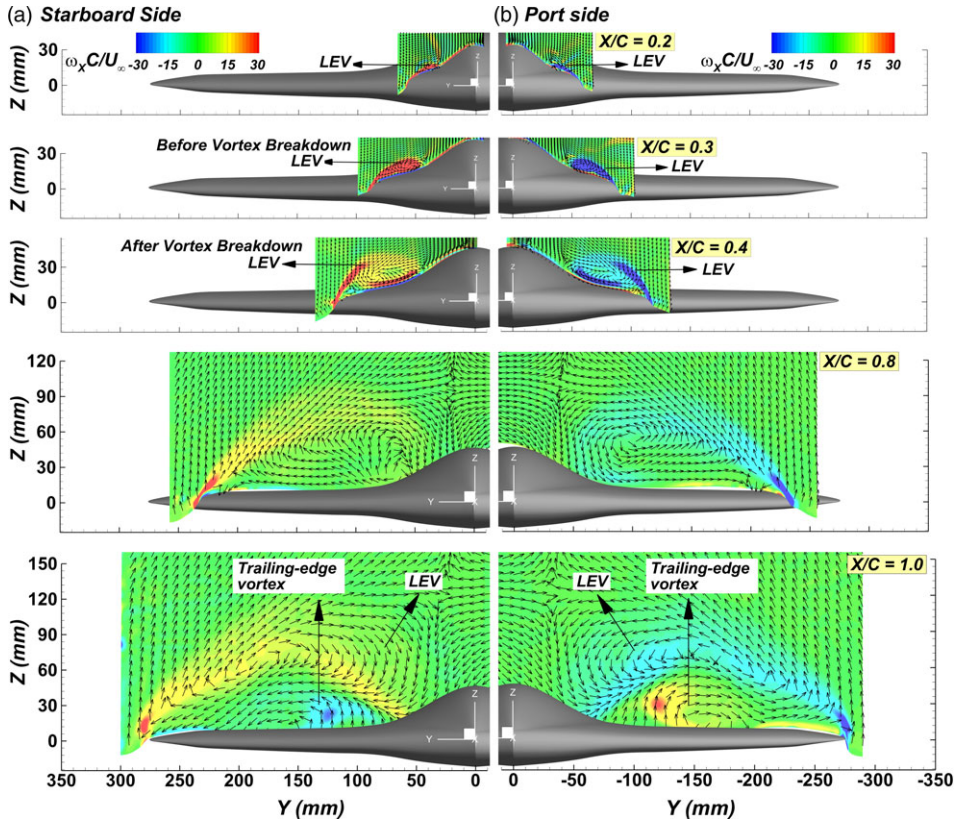 (a) Starboard Side
(b) Port side
ωxC/U∞
-30 -15 0 15 30
LEV
X/C = 0.2
LEV
ωxC/U∞
-30 -15 0 15 30
Z (mm)
30
0
Z
Y
Z
Before Vortex Breakdown
LEV
X/C = 0.3
LEV
Z (mm)
30
0
Z
Z
After Vortex Breakdown
LEV
X/C = 0.4
LEV
Z (mm)
30
0
Z
Z
X/C = 0.8
Z (mm)
120
90
60
30
0
Z
Y
Z
X/C = 1.0
Trailing-edge
vortex
LEV
LEV
Trailing-edge
vortex
Z (mm)
150
120
90
60
30
0
Z
Y
X
Z
350 300 250 200 150 100 50 0
0 -50 -100 -150 -200 -250 -300 -350
Y (mm)
Y (mm)